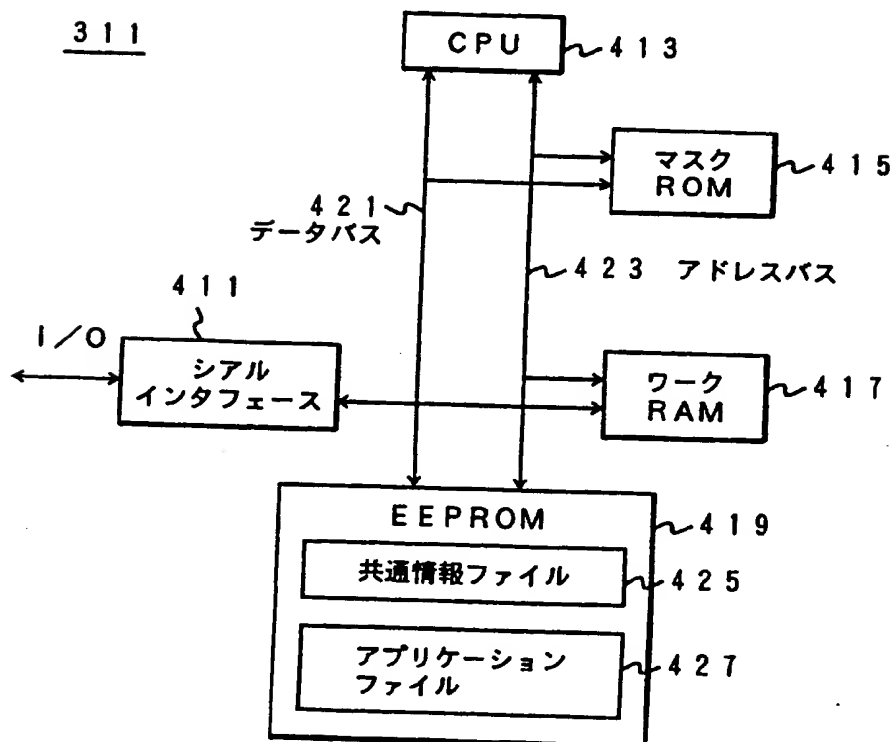 ３１１
ＣＰＵ
４１３
マスク
ＲＯＭ
４１５
４２１
データバス
４２３ アドレスバス
４１１
Ｉ／Ｏ
シアル
インタフェース
ワーク
ＲＡＭ
４１７
ＥＥＰＲＯＭ
４１９
共通情報ファイル
４２５
アプリケーション
ファイル
４２７